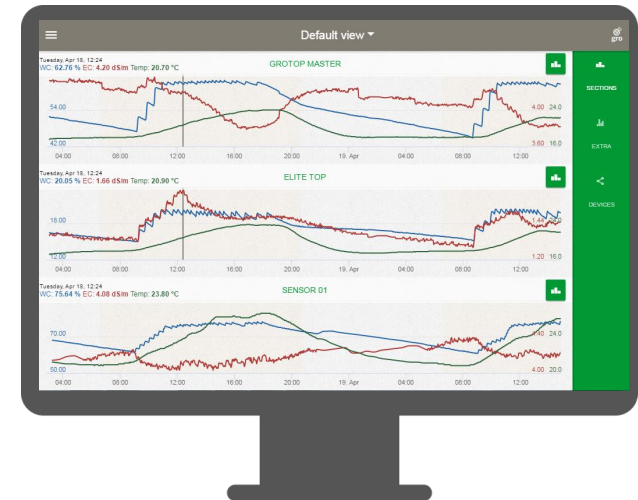 Default view
gro
Tuesday, Apr 18, 12:24
WC: 62.76 % EC: 4.20 dS/m Temp: 20.70 °C
GROTOP MASTER
54.00
4.00 24.0
42.00
3.60 16.0
04:00 08:00 12:00 16:00 20:00 19. Apr 04:00 08:00 12:00
Tuesday, Apr 18, 12:24
WC: 20.05 % EC: 1.66 dS/m Temp: 20.90 °C
ELITE TOP
18.00
1.44
12.00
1.20 16.0
04:00 08:00 12:00 16:00 20:00 19. Apr 04:00 08:00 12:00
Tuesday, Apr 18, 12:24
WC: 75.64 % EC: 4.08 dS/m Temp: 23.80 °C
SENSOR 01
70.00
4.40 24.0
50.00
4.00 20.0
04:00 08:00 12:00 16:00 20:00 19. Apr 04:00 08:00 12:00
SECTIONS
EXTRA
DEVICES